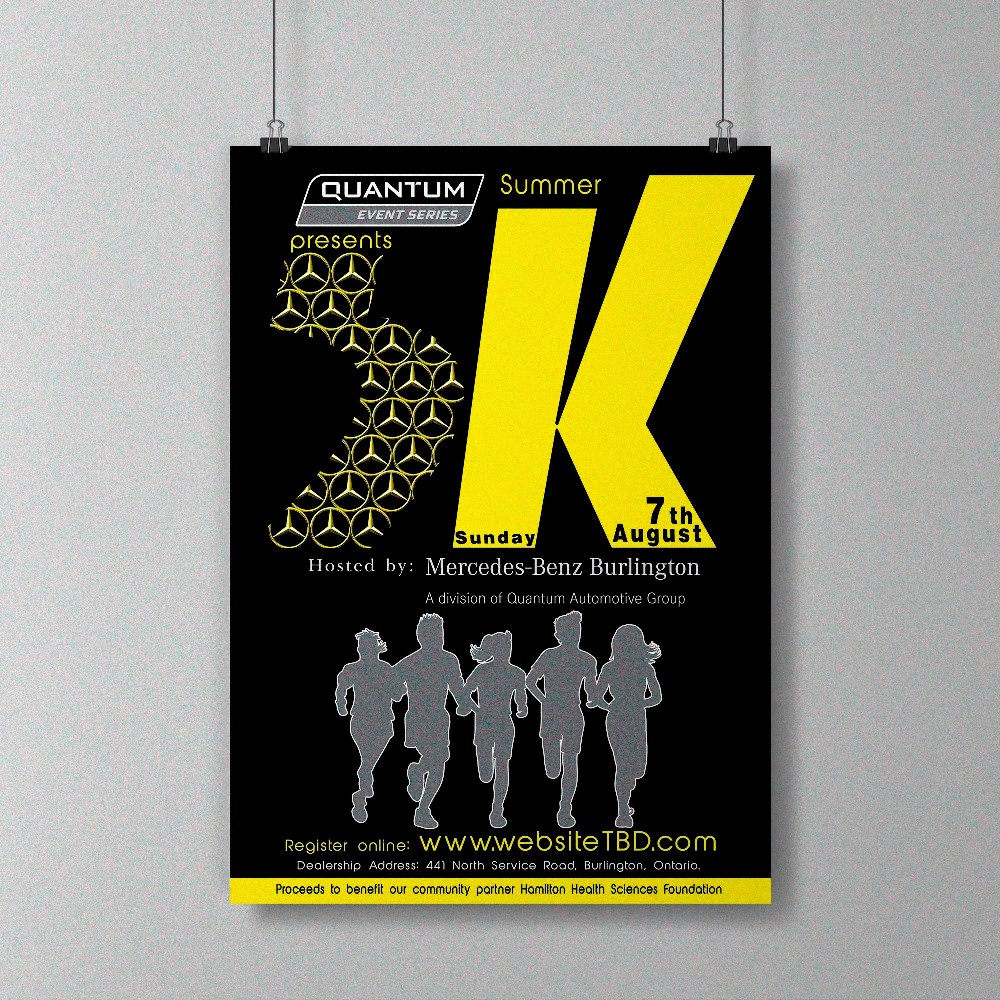 QUANTUM
EVENT SERIES
presents
Summer
5K
Sunday
7th
August
Hosted by: Mercedes-Benz Burlington
A division of Quantum Automotive Group
Register online: www.websiteTBD.com
Dealership Address: 441 North Service Road, Burlington, Ontario.
Proceeds to benefit our community partner Hamilton Health Sciences Foundation